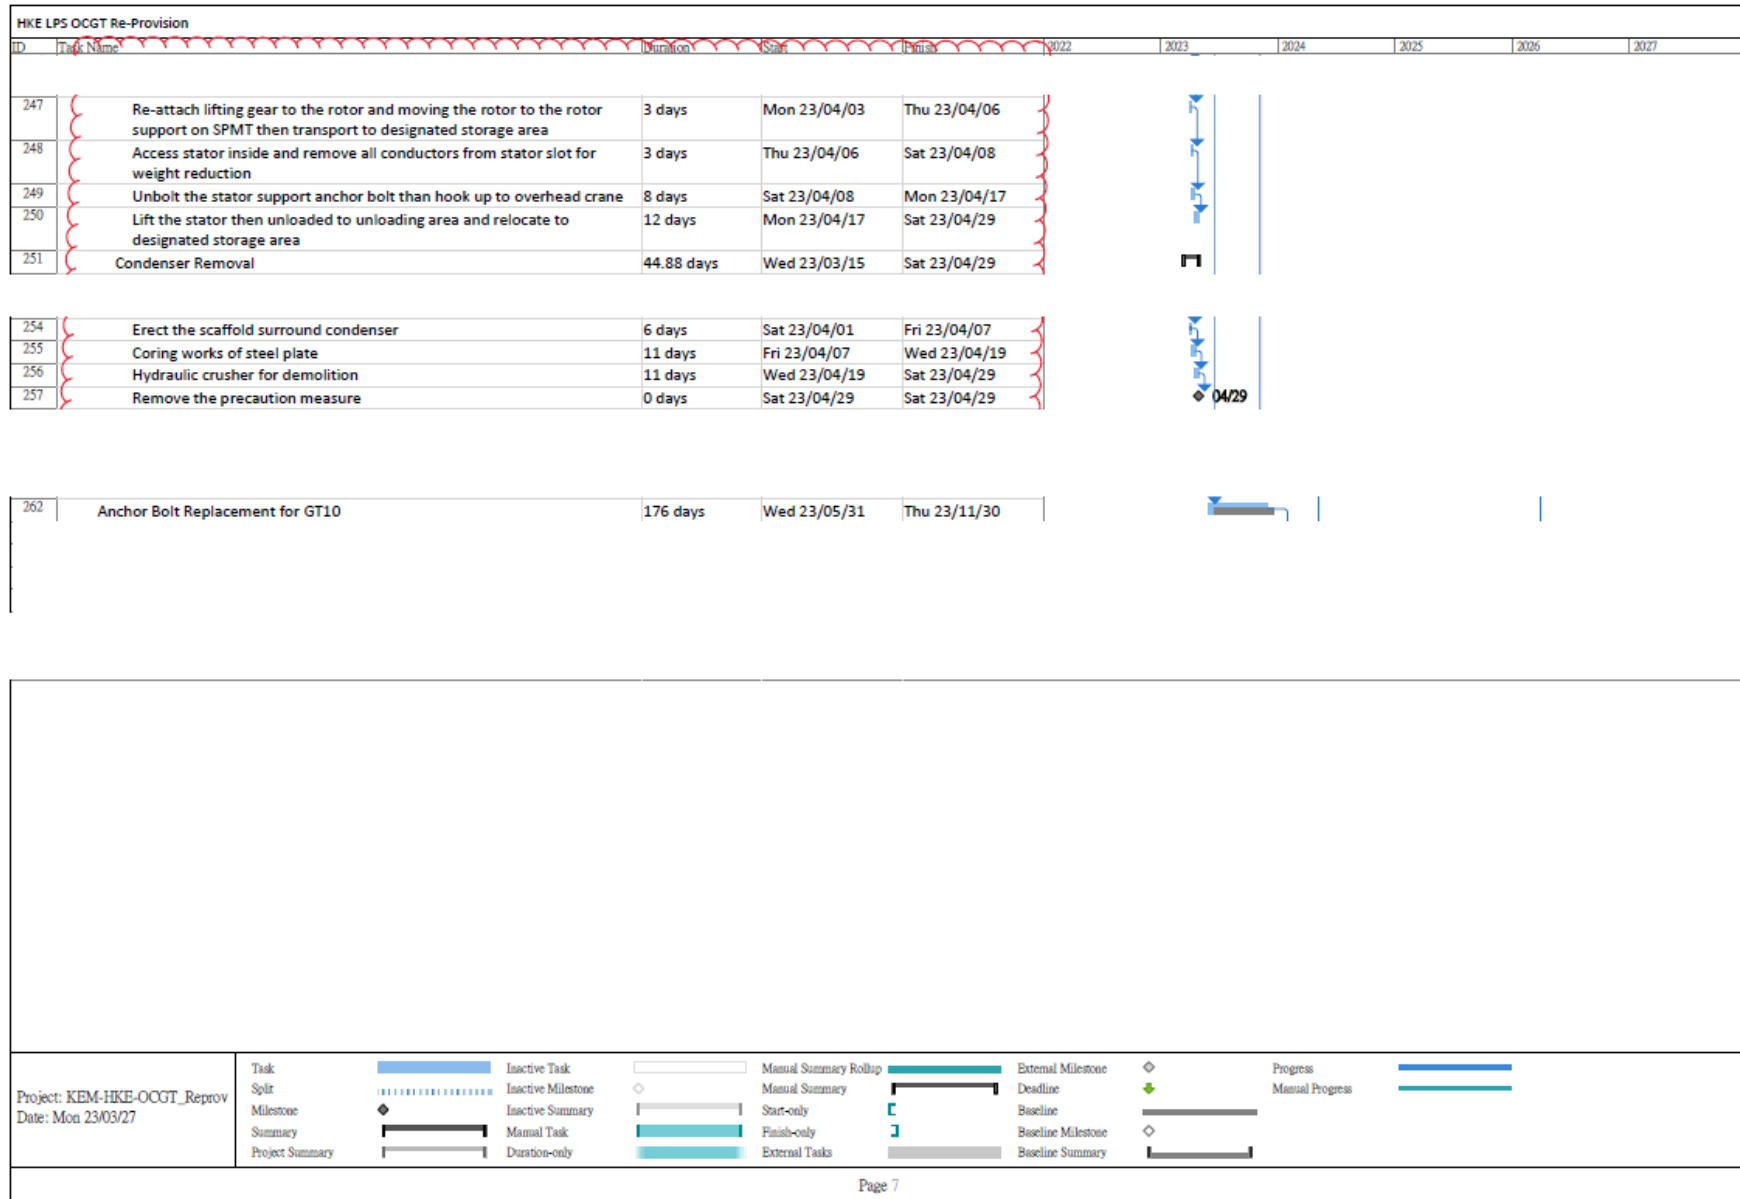 HKE LPS OCGT Re-Provision
ID Task Name Duration Start Finish 2022 2023 2024 2025 2026 2027
247 Re-attach lifting gear to the rotor and moving the rotor to the rotor 3 days Mon 23/04/03 Thu 23/04/06
support on SPMT then transport to designated storage area
248 Access stator inside and remove all conductors from stator slot for 3 days Thu 23/04/06 Sat 23/04/08
weight reduction
249 Unbolt the stator support anchor bolt than hook up to overhead crane 8 days Sat 23/04/08 Mon 23/04/17
250 Lift the stator then unloaded to unloading area and relocate to 12 days Mon 23/04/17 Sat 23/04/29
designated storage area
251 Condenser Removal 44.88 days Wed 23/03/15 Sat 23/04/29
254 Erect the scaffold surround condenser 6 days Sat 23/04/01 Fri 23/04/07
255 Coring works of steel plate 11 days Fri 23/04/07 Wed 23/04/19
256 Hydraulic crusher for demolition 11 days Wed 23/04/19 Sat 23/04/29
257 Remove the precaution measure 0 days Sat 23/04/29 Sat 23/04/29 04/29
262 Anchor Bolt Replacement for GT10 176 days Wed 23/05/31 Thu 23/11/30
Project: KEM-HKE-OCGT_Reprov
Date: Mon 23/03/27
Task Inactive Task Manual Summary Rollup External Milestone Progress
Split Inactive Milestone Manual Summary Deadline Manual Progress
Milestone Inactive Summary Start-only Baseline
Summary Manual Task Finish-only Baseline Milestone
Project Summary Duration-only External Tasks Baseline Summary
Page 7